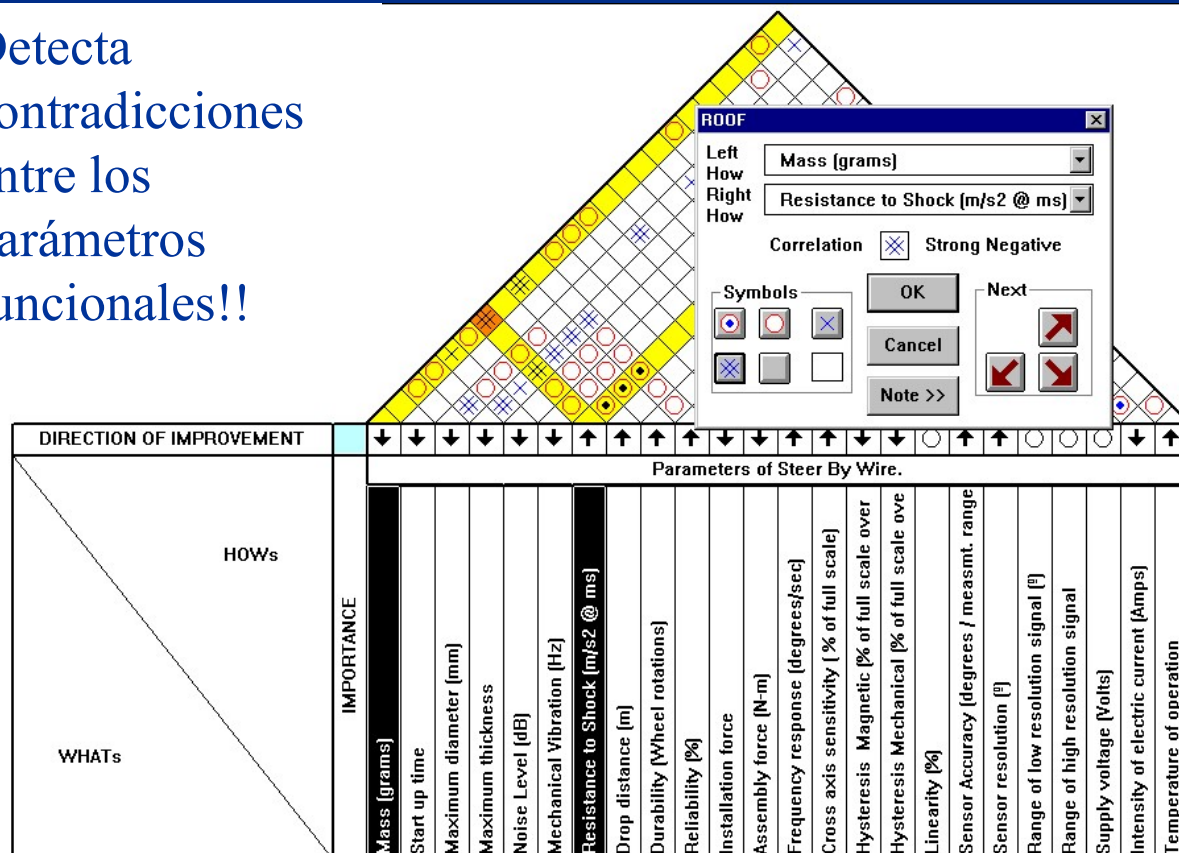 Detecta
contradicciones
entre los
parámetros
funcionales!!
ROOF
Left How
Mass (grams)
Right How
Resistance to Shock (m/s2 @ ms)
Correlation
Strong Negative
Symbols
OK
Cancel
Note >>
Next
DIRECTION OF IMPROVEMENT
Parameters of Steer By Wire.
HOWs
WHATs
IMPORTANCE
Mass (grams)
Start up time
Maximum diameter (mm)
Maximum thickness
Noise Level (dB)
Mechanical Vibration (Hz)
Resistance to Shock (m/s2 @ ms)
Drop distance (m)
Durability (Wheel rotations)
Reliability (%)
Installation force
Assembly force (N-m)
Frequency response (degrees/sec)
Cross axis sensitivity (% of full scale)
Hysteresis Magnetic (% of full scale over
Hysteresis Mechanical (% of full scale ove
Linearity (%)
Sensor Accuracy (degrees / measmt. range
Sensor resolution (º)
Range of low resolution signal (º)
Range of high resolution signal
Supply voltage (Volts)
Intensity of electric current (Amps)
Temperature of operation